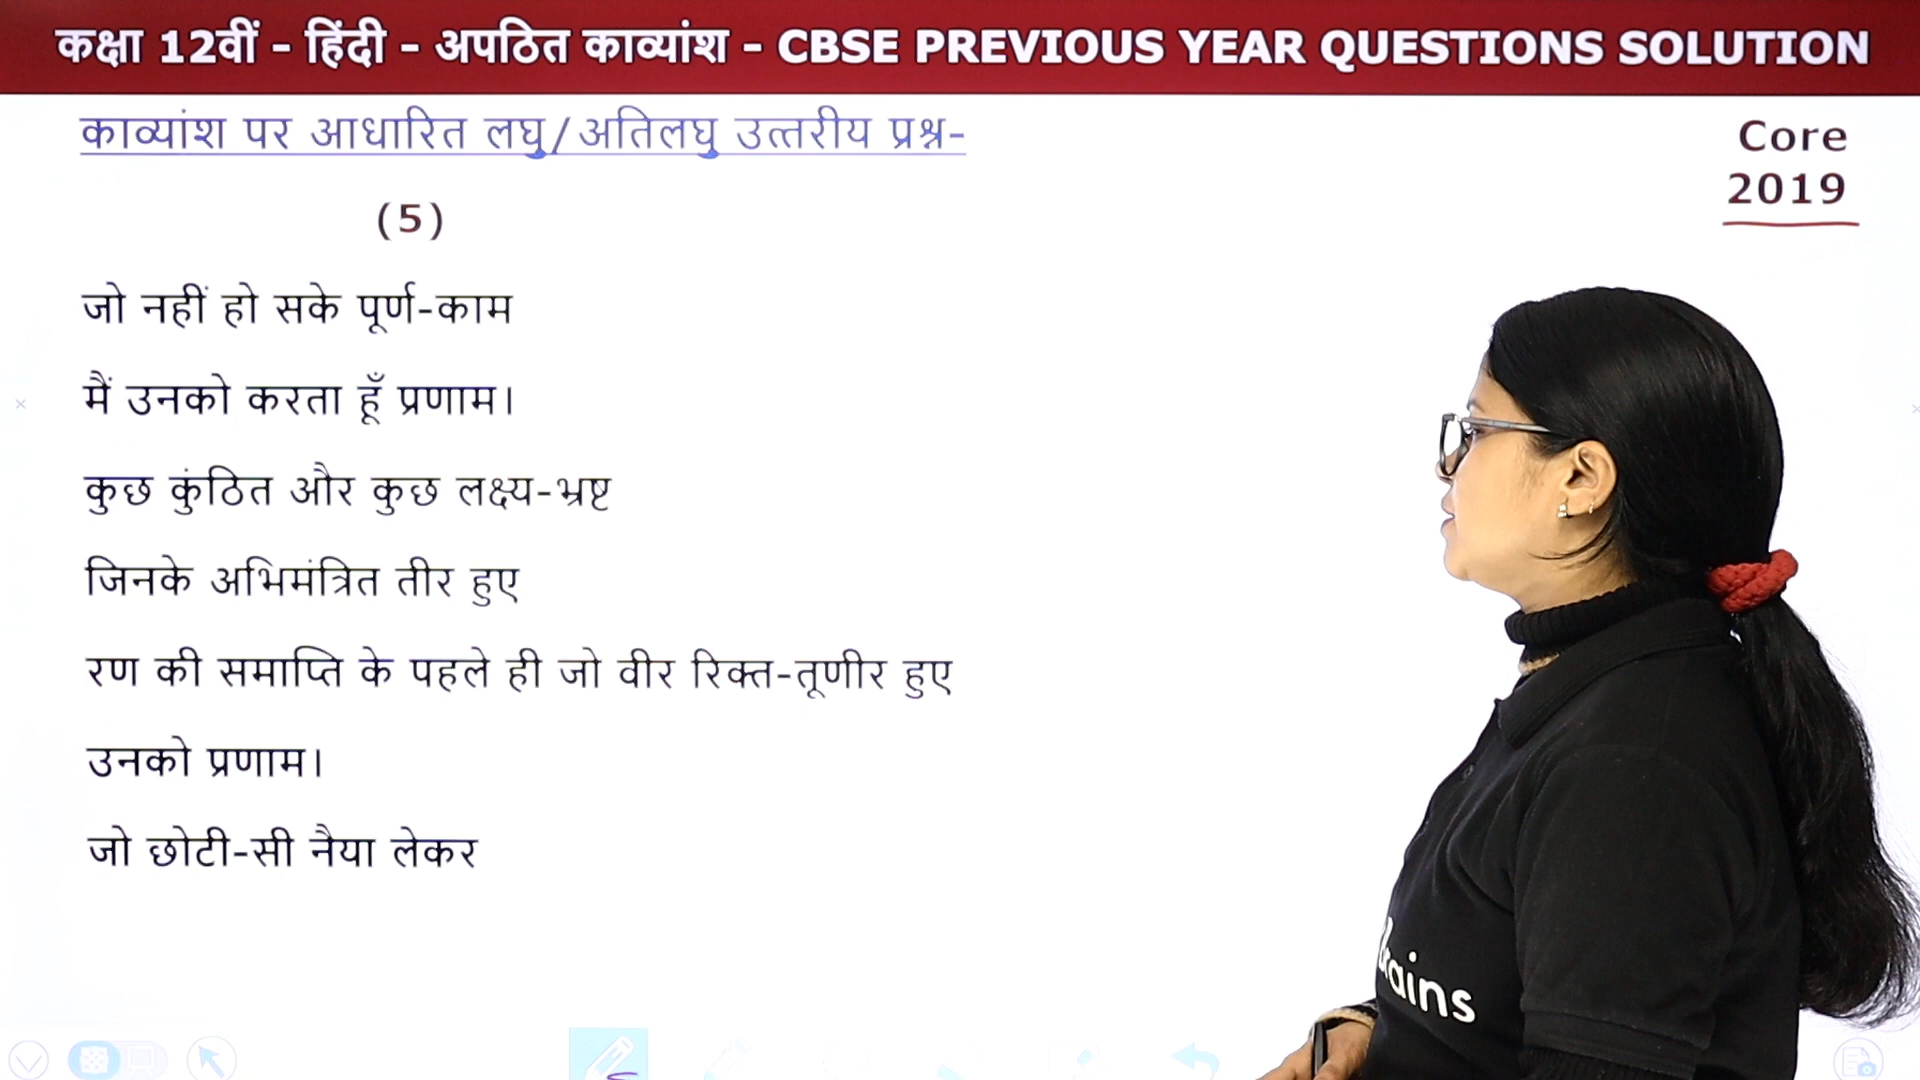 कक्षा 12वीं - हिंदी - अपठित काव्यांश - CBSE PREVIOUS YEAR QUESTIONS SOLUTION
काव्यांश पर आधारित लघु/अतिलघु उत्तरीय प्रश्न-
Core
2019
(5)
जो नहीं हो सके पूर्ण-काम
मैं उनको करता हूँ प्रणाम।
कुछ कुंठित और कुछ लक्ष्य-भ्रष्ट
जिनके अभिमंत्रित तीर हुए
रण की समाप्ति के पहले ही जो वीर रिक्त-तूणीर हुए
उनको प्रणाम।
जो छोटी-सी नैया लेकर